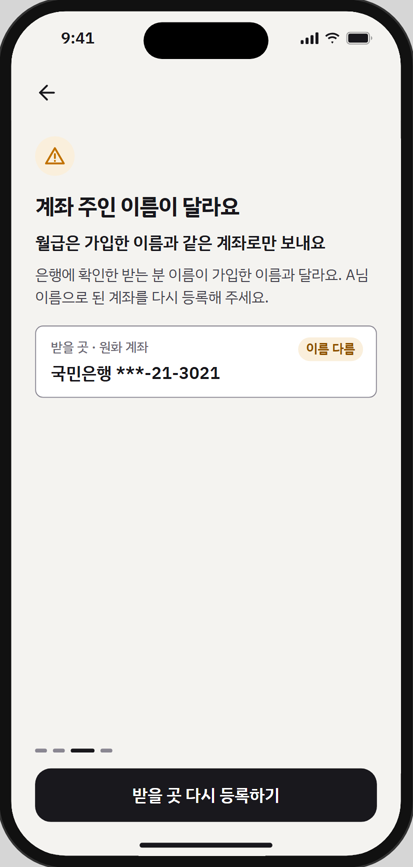 9:41
계좌 주인 이름이 달라요
월급은 가입한 이름과 같은 계좌로만 보내요
은행에 확인한 받는 분 이름이 가입한 이름과 달라요. A님
이름으로 된 계좌를 다시 등록해 주세요.
받을 곳 · 원화 계좌
이름 다름
국민은행 ***-21-3021
받을 곳 다시 등록하기